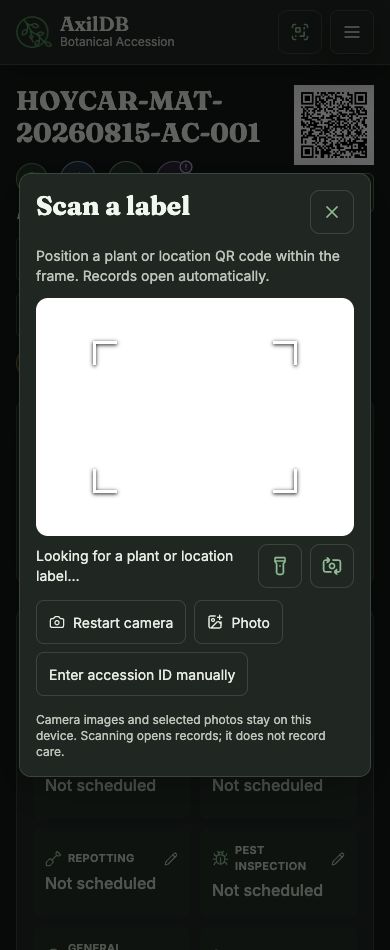 AxilDB
Botanical Accession
HOYCAR-MAT-
20260815-AC-001
Scan a label
Position a plant or location QR code within the
frame. Records open automatically.
Looking for a plant or location
label...
Restart camera
Photo
Enter accession ID manually
Camera images and selected photos stay on this
device. Scanning opens records; it does not record
care.
Not scheduled
Not scheduled
REPOTTING
PEST
INSPECTION
Not scheduled
Not scheduled
GENERAL